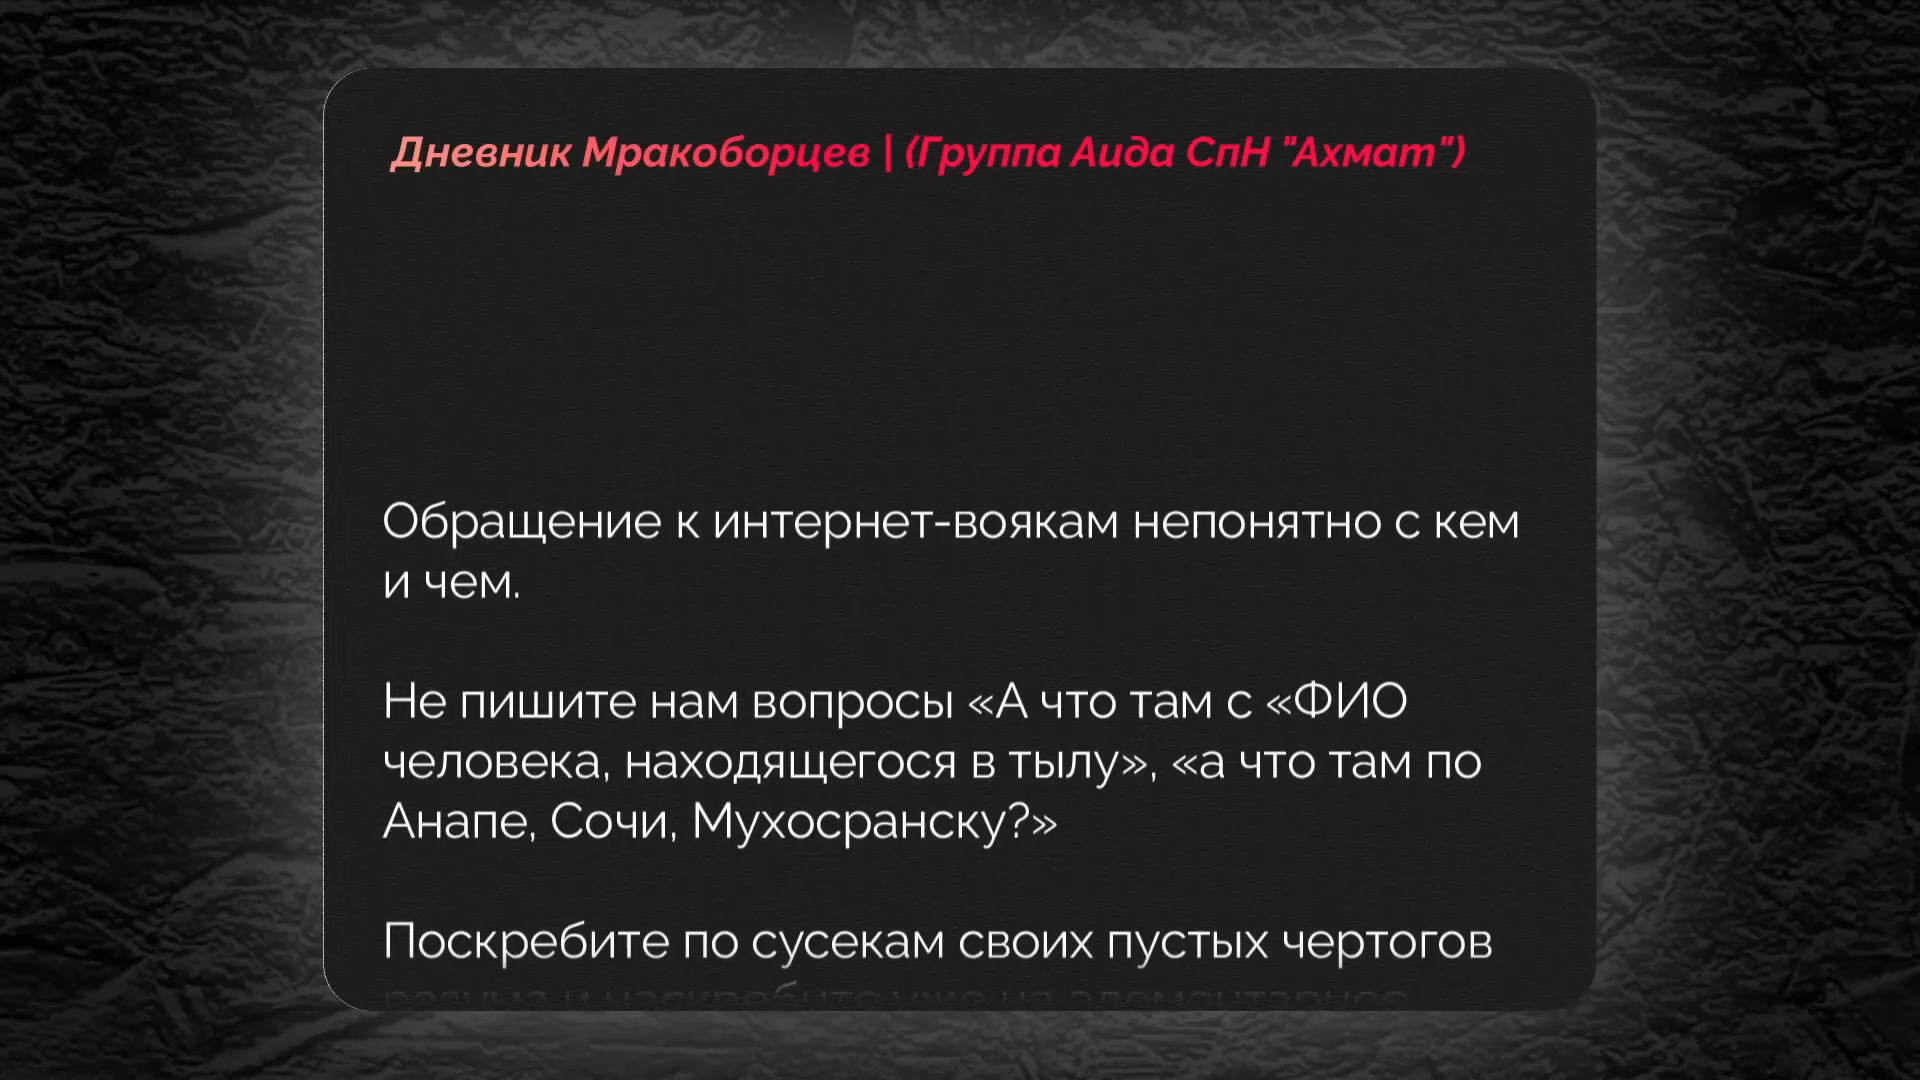 Дневник Мракоборцев | (Группа Аида СпН "Ахмат")
Обращение к интернет-воякам непонятно с кем
и чем.
Не пишите нам вопросы «А что там с «ФИО
человека, находящегося в тылу», «а что там по
Анапе, Сочи, Мухосранску?»
Поскребите по сусекам своих пустых чертогов